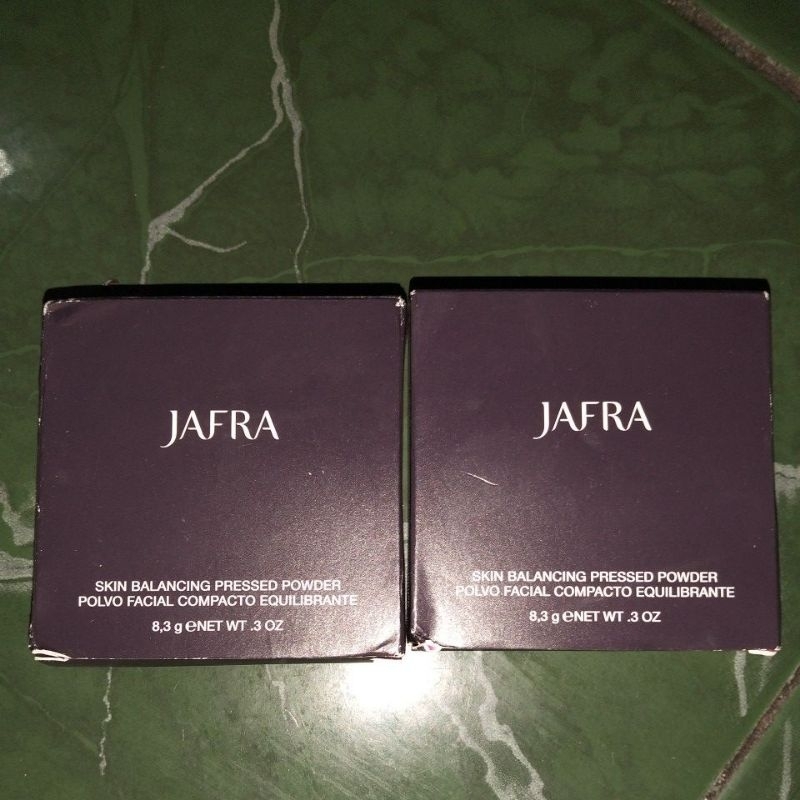 JAFRA
SKIN BALANCING PRESSED POWDER
POLVO FACIAL COMPACTO EQUILIBRANTE
8,3 g ℮NET WT .3 OZ
JAFRA
SKIN BALANCING PRESSED POWDER
POLVO FACIAL COMPACTO EQUILIBRANTE
8,3 g ℮NET WT .3 OZ